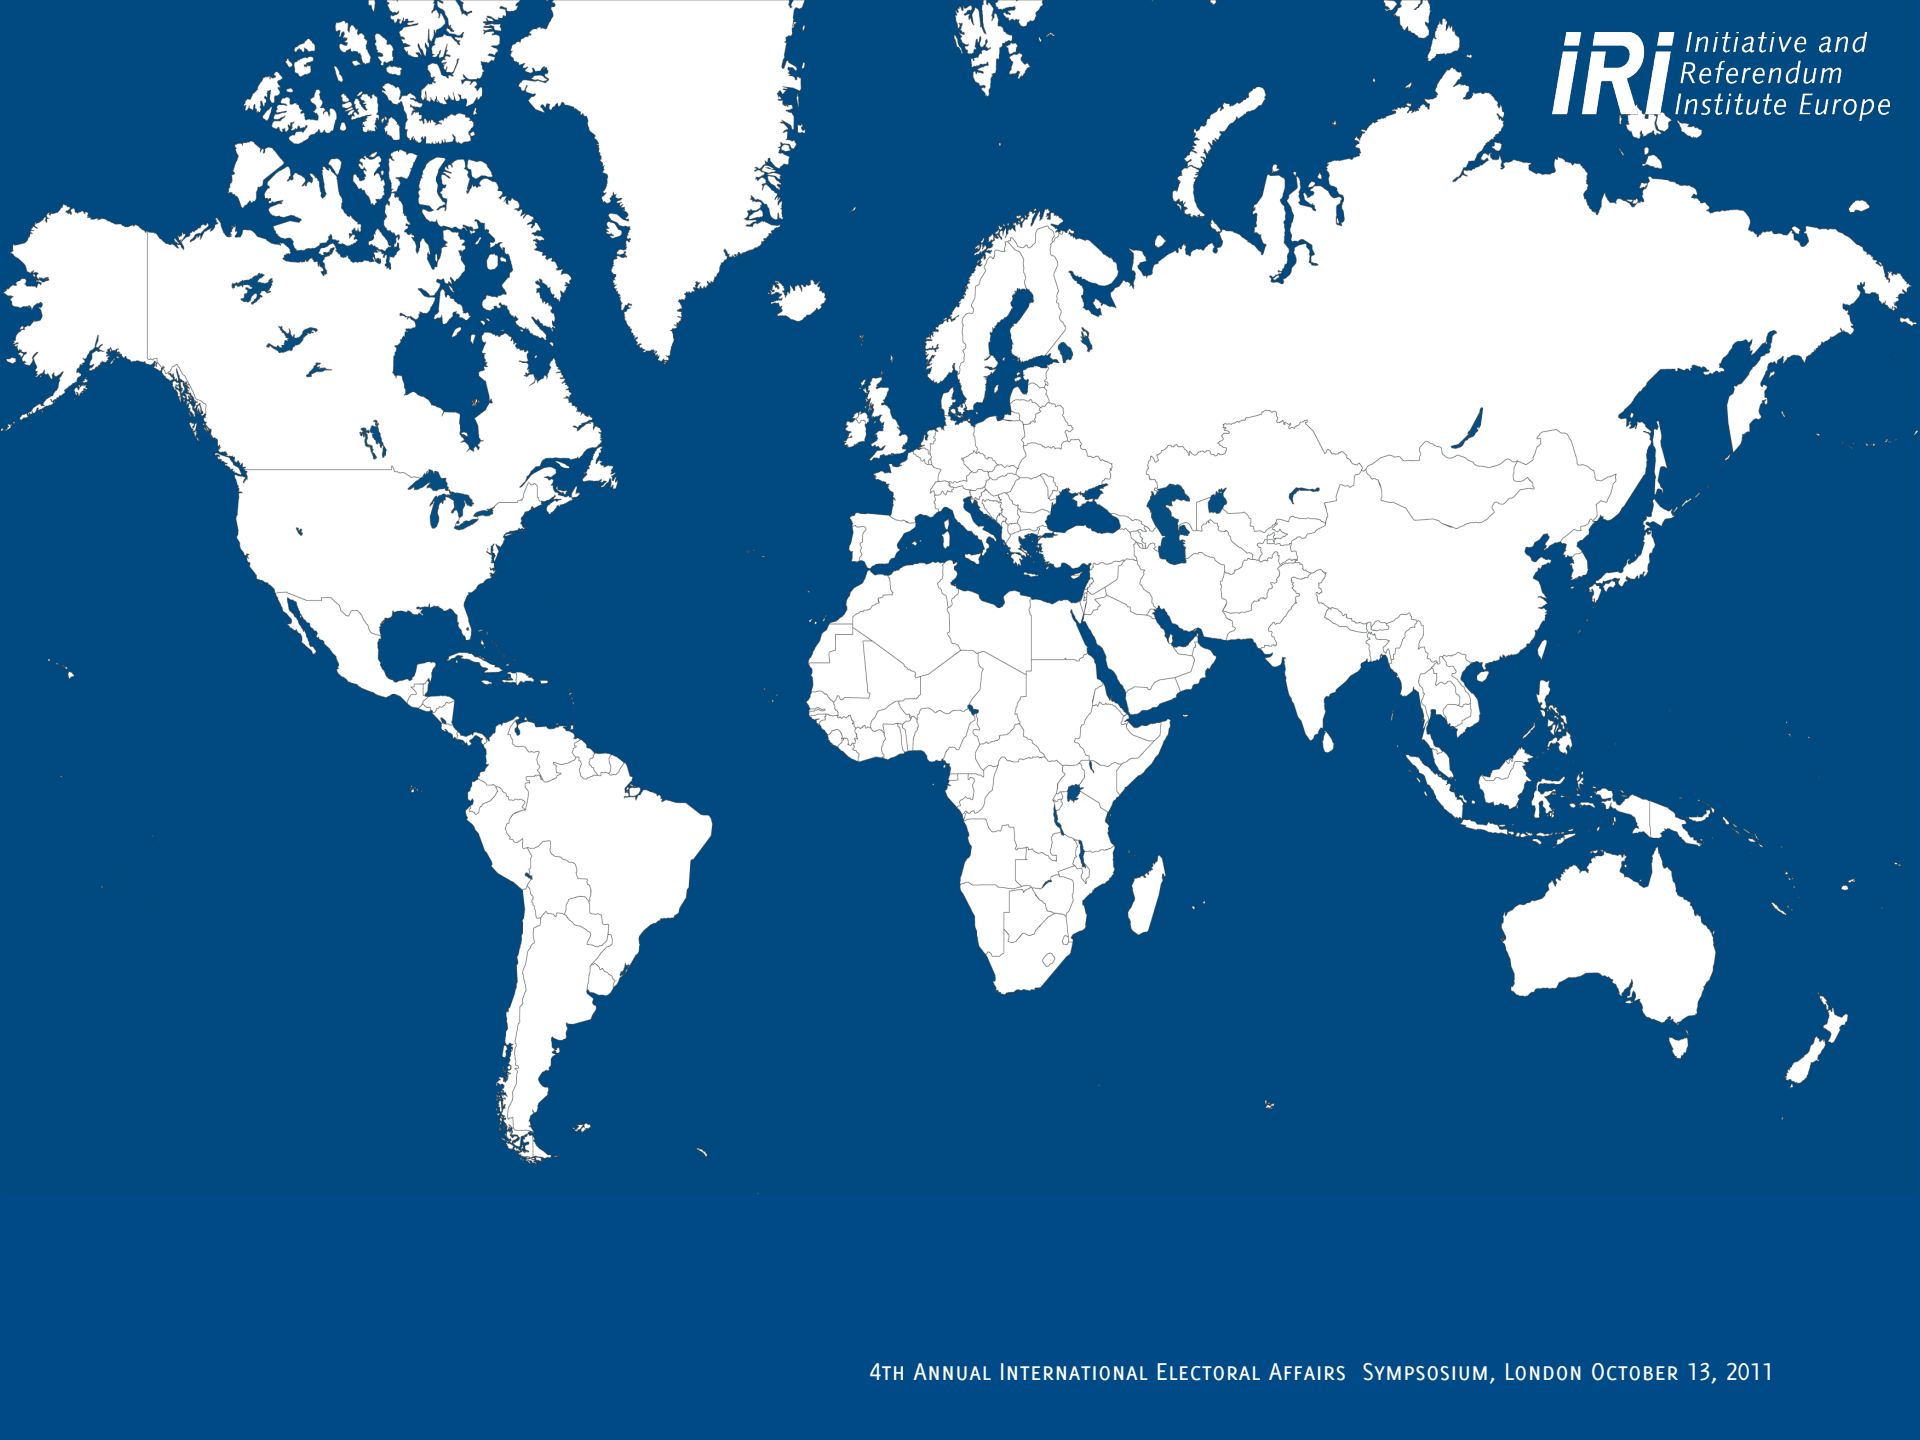 iRi
Initiative and
Referendum
Institute Europe
4th Annual International Electoral Affairs Sympsosium, London October 13, 2011